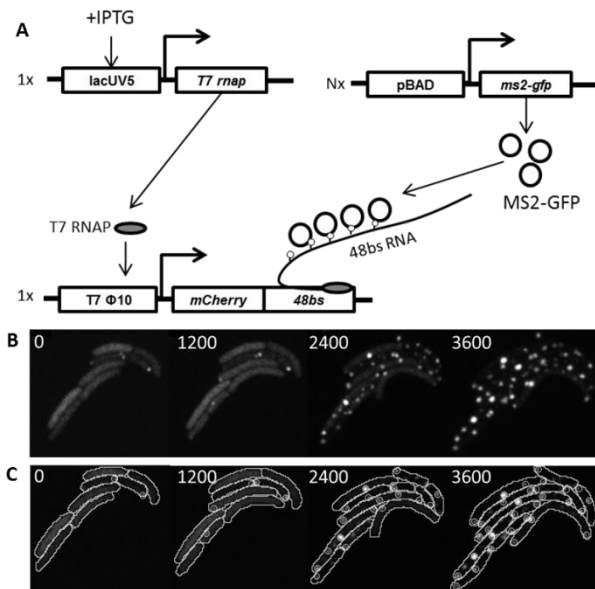 A
+IPTG
1x lacUV5 T7 rnap
Nx pBAD ms2-gfp
MS2-GFP
T7 RNAP
48bs RNA
1x T7 Φ10 mCherry 48bs
B 0 1200 2400 3600
C 0 1200 2400 3600